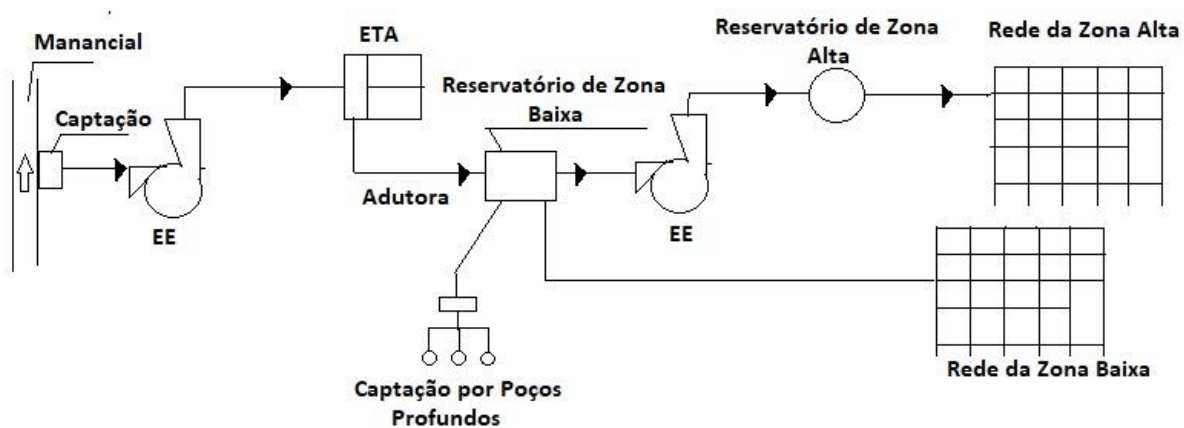 Manancial
Captação
EE
ETA
Adutora
Reservatório de Zona
Baixa
Captação por Poços
Profundos
EE
Reservatório de Zona
Alta
Rede da Zona Alta
Rede da Zona Baixa